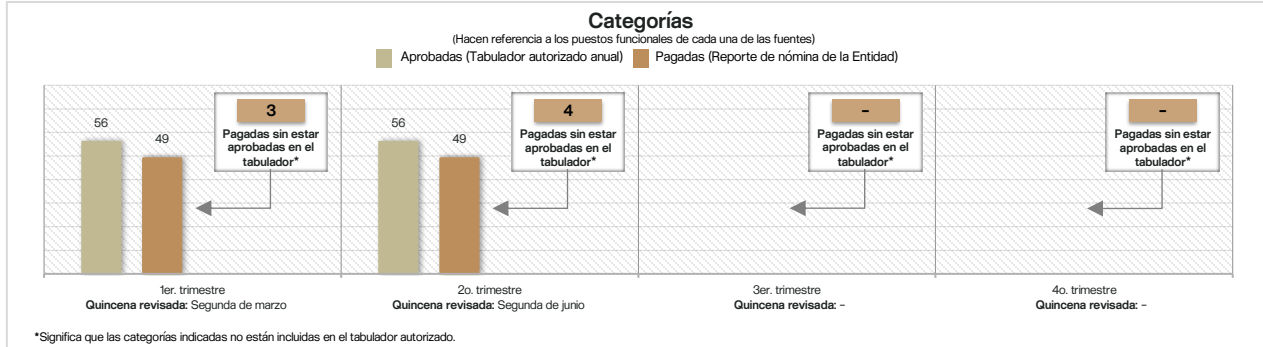 Categorías
(Hacen referencia a los puestos funcionales de cada una de las fuentes)
Aprobadas (Tabulador autorizado anual) Pagadas (Reporte de nómina de la Entidad)
56
49
3
Pagadas sin estar
aprobadas en el
tabulador*
56
49
4
Pagadas sin estar
aprobadas en el
tabulador*
-
Pagadas sin estar
aprobadas en el
tabulador*
-
Pagadas sin estar
aprobadas en el
tabulador*
1er. trimestre
Quincena revisada: Segunda de marzo
2o. trimestre
Quincena revisada: Segunda de junio
3er. trimestre
Quincena revisada: -
4o. trimestre
Quincena revisada: -
*Significa que las categorías indicadas no están incluidas en el tabulador autorizado.